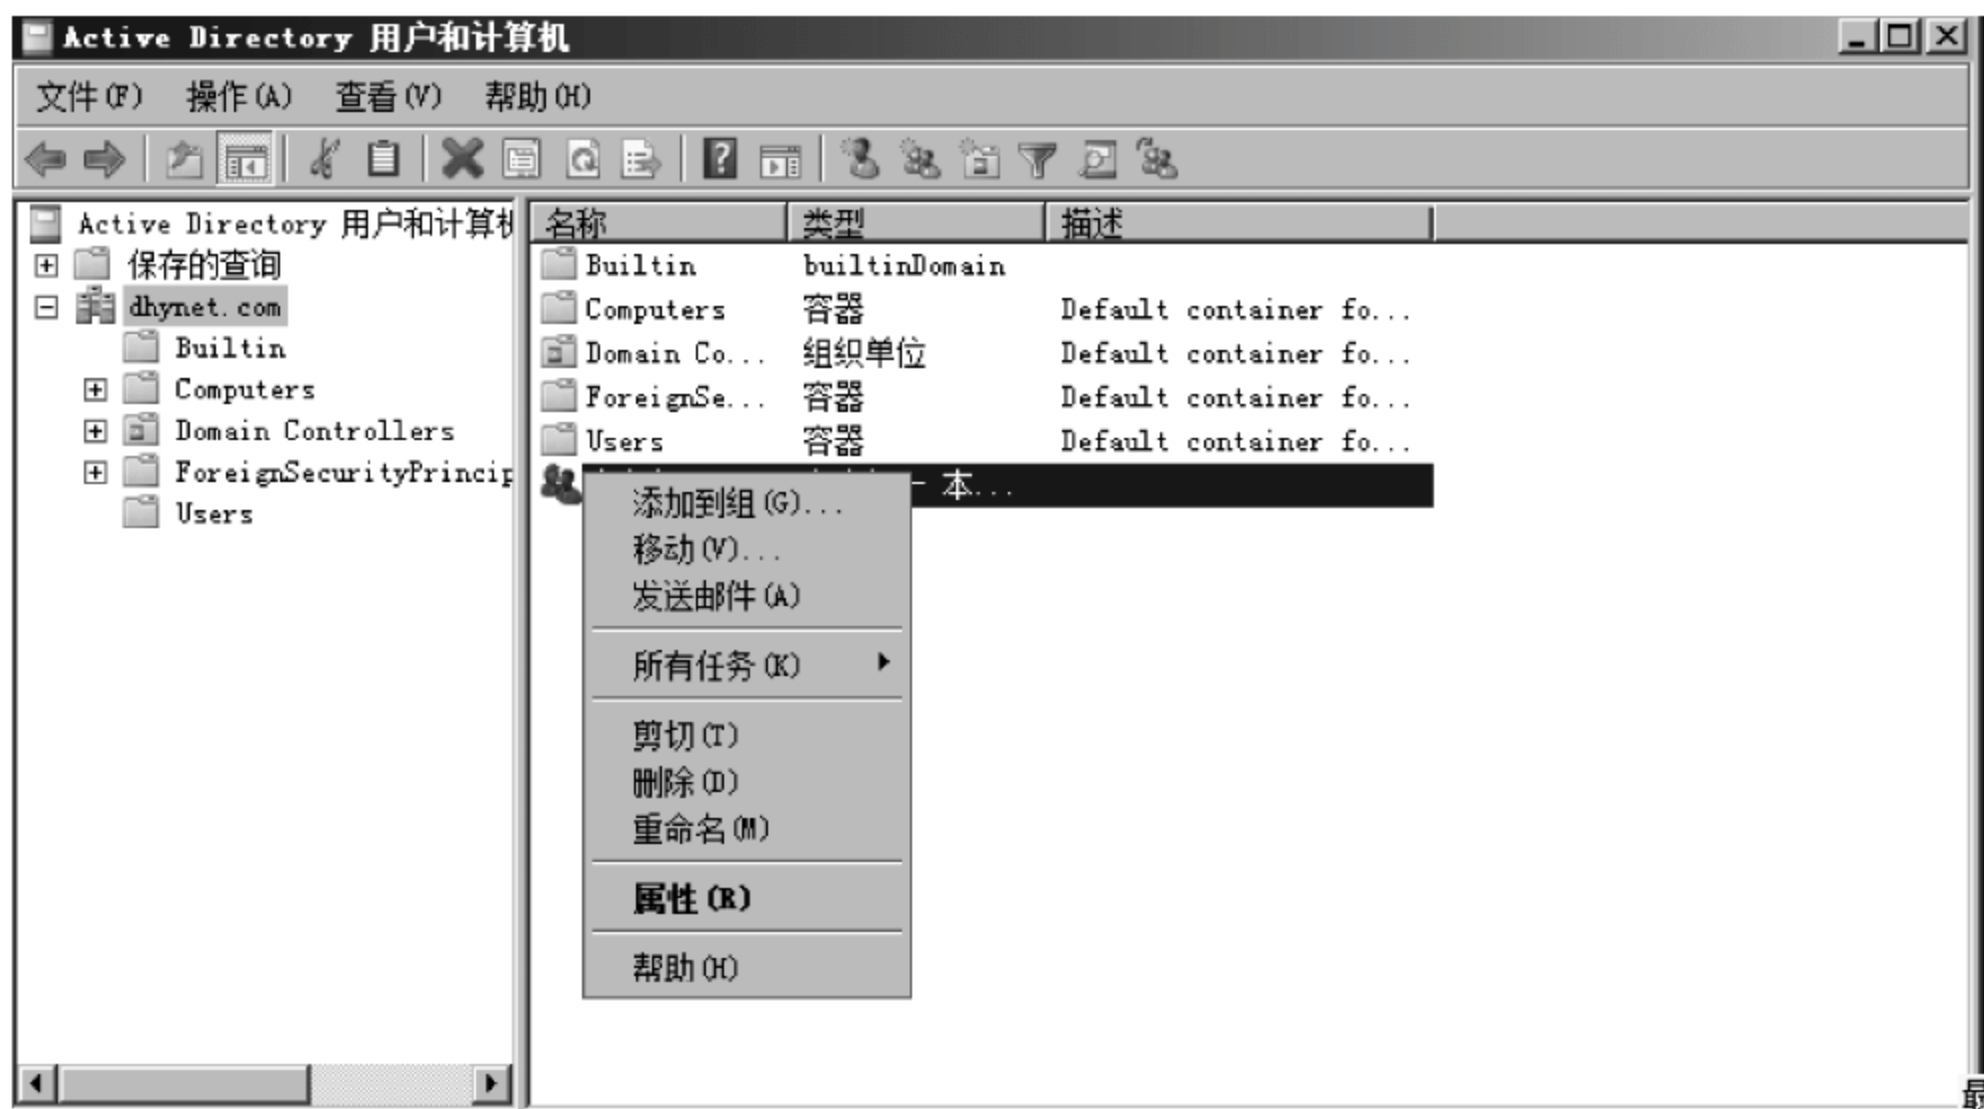 Active Directory 用户和计算机
文件(F) 操作(A) 查看(V) 帮助(H)
Active Directory 用户和计算机
保存的查询
dhynet.com
Builtin
Computers
Domain Controllers
ForeignSecurityPrincip
Users
名称 类型 描述
Builtin builtinDomain
Computers 容器 Default container fo...
Domain Co... 组织单位 Default container fo...
ForeignSe... 容器 Default container fo...
Users 容器 Default container fo...
- 本...
添加到组(G)...
移动(V)...
发送邮件(A)
所有任务(K)
剪切(T)
删除(D)
重命名(M)
属性(R)
帮助(H)